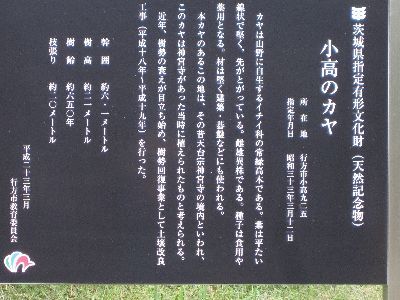 茨城県指定有形文化財（天然記念物）
小高のカヤ
所在地　行方市小高九二五
指定年月日　昭和三十三年三月十二日
カヤは山野に自生するイチイ科の常緑高木である。葉は平たい
線状で堅く、先がとがっている。雌雄異株である。種子は食用や
薬用となる。材は堅く建築・碁盤などにも使われる。
本カヤのあるこの地は、その昔天台宗神宮寺の境内といわれ、
このカヤは神宮寺があった当時に植えられたものと考えられる。
近年、樹勢の衰えが目立ち始め、樹勢回復事業として土壌改良
工事（平成十八年〜平成十九年）を行った。
幹囲　約六・一メートル
樹高　約二一メートル
樹齢　約六五〇年
枝張り　約二〇メートル
平成二十三年三月
行方市教育委員会